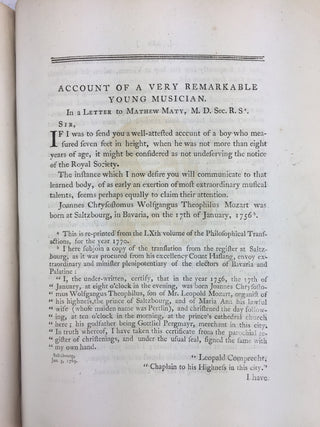 ACCOUNT OF A VERY REMARKABLE
YOUNG MUSICIAN.
In a LETTER to MATHEW MATY, M. D. Sec. R. S*.
SIR,
IF I was to send you a well-attested account of a boy who mea-
sured seven feet in height, when he was not more than eight
years of age, it might be considered as not undeserving the notice
of the Royal Society.
The instance which I now desire you will communicate to that
learned body, of as early an exertion of most extraordinary musical
talents, seems perhaps equally to claim their attention.
Joannes Chrysostomus Wolfgangus Theophilus Mozart was
born at Saltzbourg, in Bavaria, on the 17th of January, 1756
* This is re-printed from the LXth volume of the Philosophical Trans-
actions, for the year 1770.
I here subjoin a copy of the translation from the register at Saltz-
bourg, as it was procured from his excellency Count Haslang, envoy extra-
ordinary and minister plenipotentiary of the electors of Bavaria and
Palatine:
" I, the under-written, certify, that in the year 1756, the 17th of
" January, at eight o'clock in the evening, was born Joannes Chrysosto-
mus Wolfgangus Theophilus, son of Mr. Leopold Mozart, organist
of his highness, the prince of Saltzbourg, and of Maria Ann his lawful
" wife (whose maiden name was Pertlin), and christened the day follow-
ing, at ten o'clock in the morning, at the prince's cathedral church
here; his godfather being Gottlieb Pergmayr, merchant in this city.
" In truth whereof, I have taken this certificate from the parochial re-
" gister of christenings, and under the usual seal, signed the same with
" my own hand.
Saltzbourg,
Jan. 3, 1769.
" Leopold Comprecht,
" Chaplain to his Highness in this city."
I have